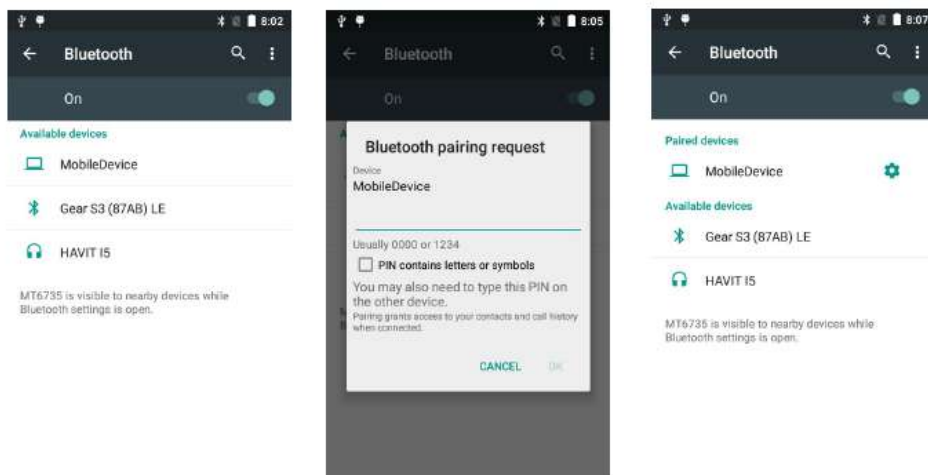 8:02
Bluetooth
On
Available devices
MobileDevice
Gear S3 (87AB) LE
HAVIT I5
MT6735 is visible to nearby devices while
Bluetooth settings is open.
8:05
Bluetooth
On
Bluetooth pairing request
Device
MobileDevice
Usually 0000 or 1234
PIN contains letters or symbols
You may also need to type this PIN on
the other device.
Pairing grants access to your contacts and call history
when connected.
CANCEL
OK
8:07
Bluetooth
On
Paired devices
MobileDevice
Available devices
Gear S3 (87AB) LE
HAVIT I5
MT6735 is visible to nearby devices while
Bluetooth settings is open.